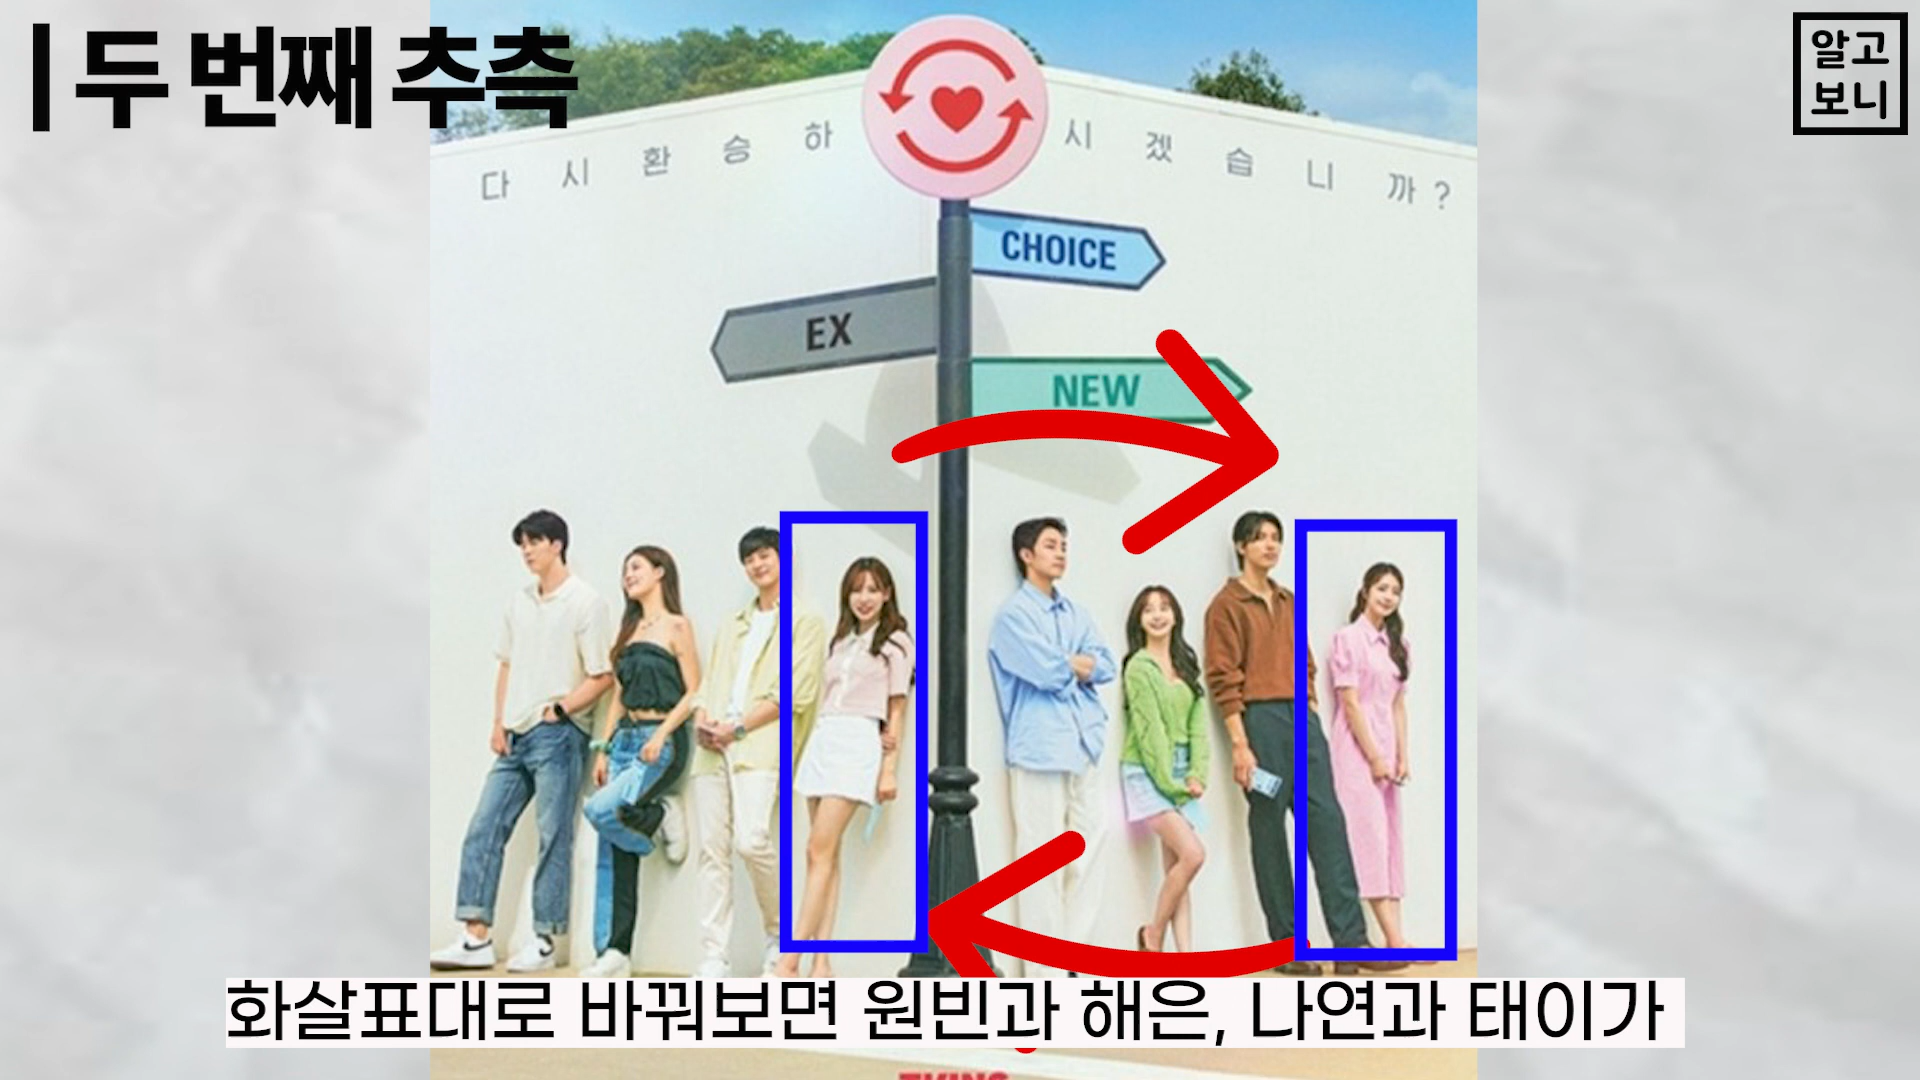 | 두 번째 추측
알고
보니
다시환승하시겠습니까?
CHOICE
EX
NEW
화살표대로 바꿔보면 원빈과 해은, 나연과 태이가